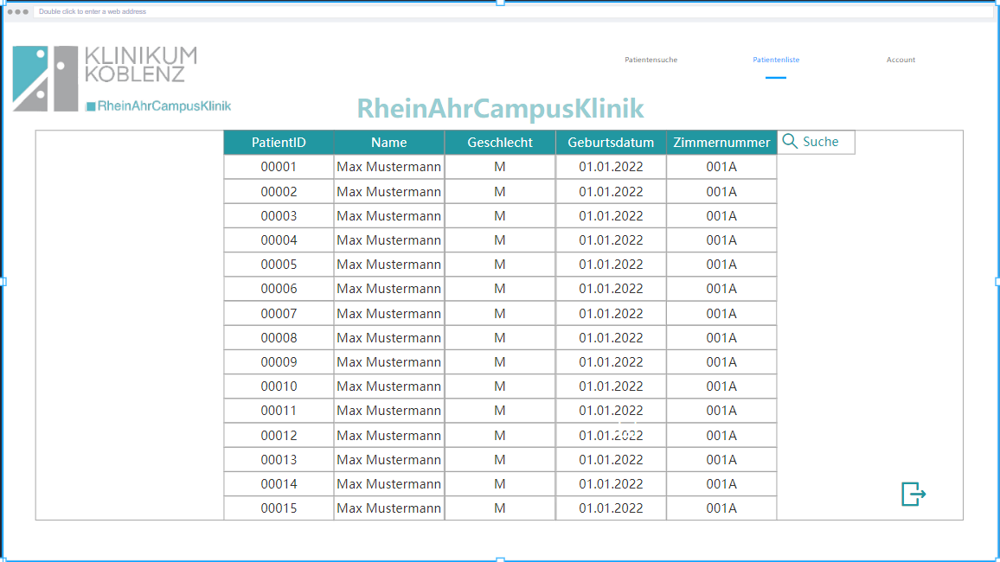 Double click to enter a web address
KLINIKUM
KOBLENZ
RheinAhrCampusKlinik
Patientensuche Patientenliste Account
RheinAhrCampusKlinik
PatientID Name Geschlecht Geburtsdatum Zimmernummer Suche
00001 Max Mustermann M 01.01.2022 001A
00002 Max Mustermann M 01.01.2022 001A
00003 Max Mustermann M 01.01.2022 001A
00004 Max Mustermann M 01.01.2022 001A
00005 Max Mustermann M 01.01.2022 001A
00006 Max Mustermann M 01.01.2022 001A
00007 Max Mustermann M 01.01.2022 001A
00008 Max Mustermann M 01.01.2022 001A
00009 Max Mustermann M 01.01.2022 001A
00010 Max Mustermann M 01.01.2022 001A
00011 Max Mustermann M 01.01.2022 001A
00012 Max Mustermann M 01.01.2022 001A
00013 Max Mustermann M 01.01.2022 001A
00014 Max Mustermann M 01.01.2022 001A
00015 Max Mustermann M 01.01.2022 001A